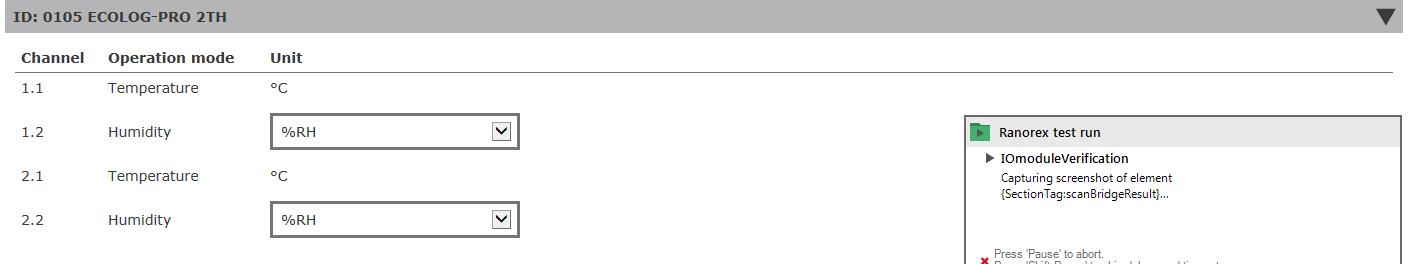 ID: 0105 ECOLOG-PRO 2TH
Channel Operation mode Unit
1.1 Temperature °C
1.2 Humidity %RH
2.1 Temperature °C
2.2 Humidity %RH
Ranorex test run
IOmoduleVerification
Capturing screenshot of element
{SectionTag:scanBridgeResult}...
Press 'Pause' to abort.